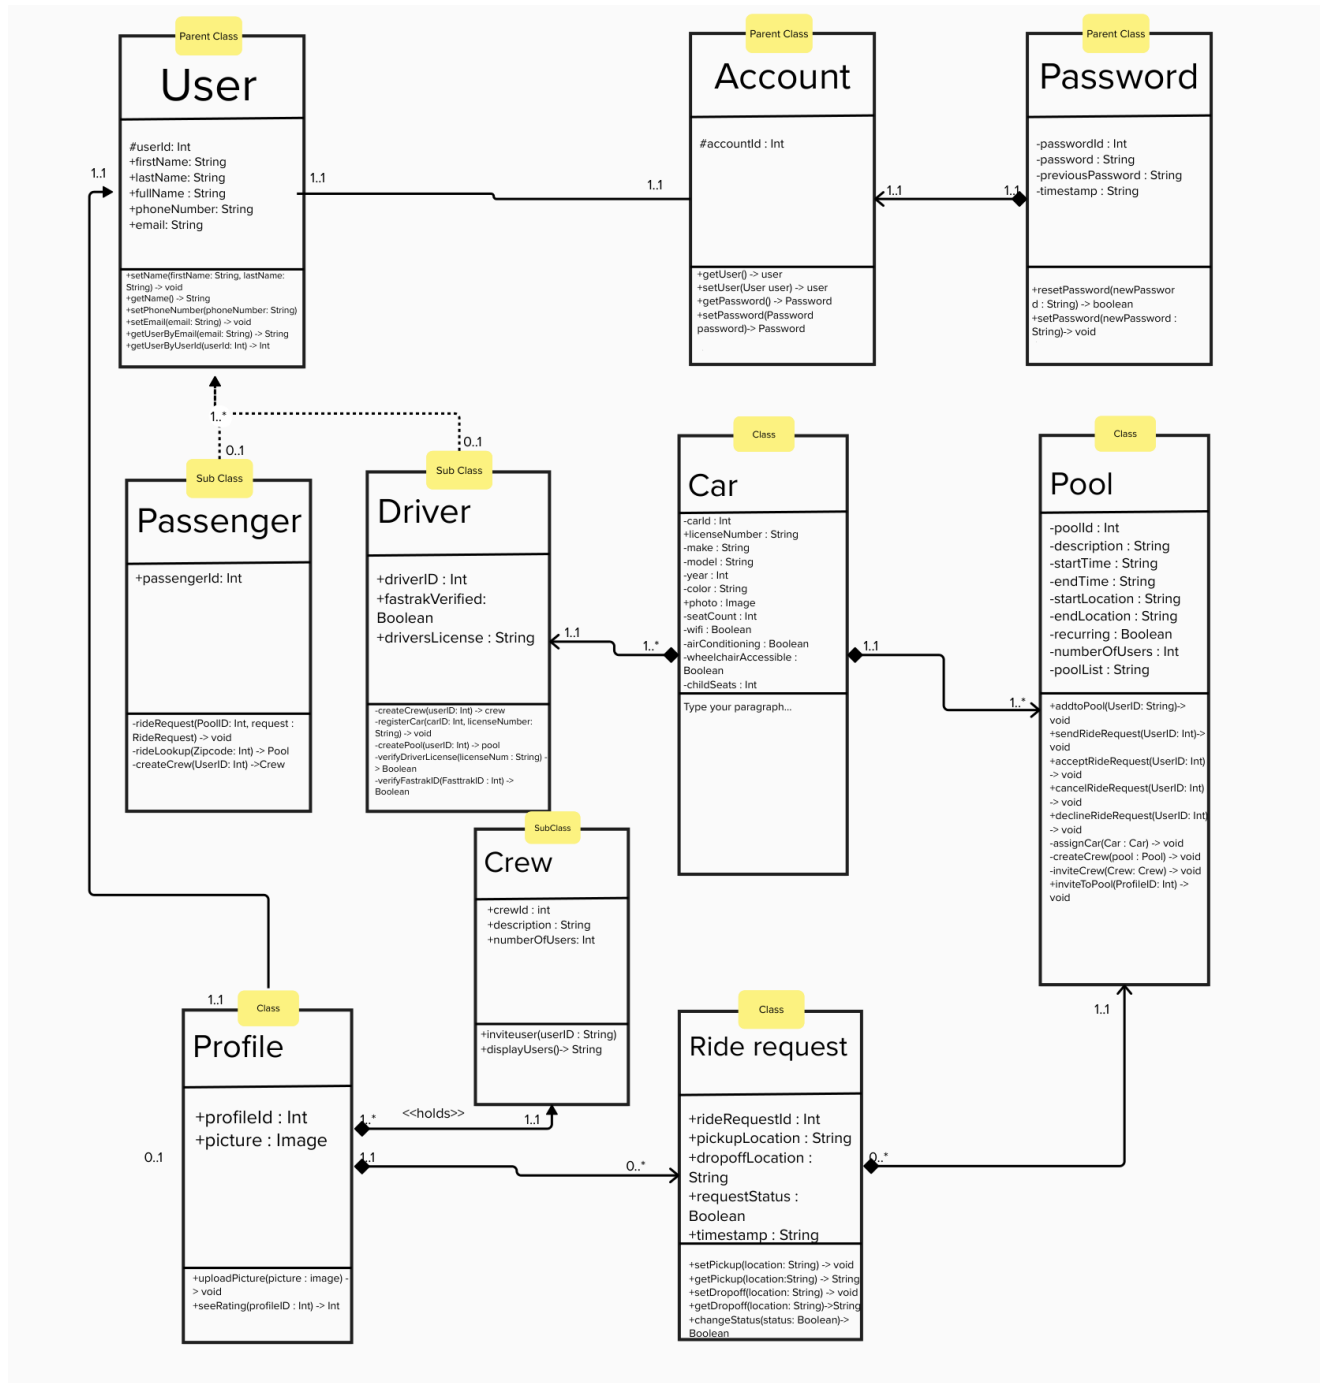 Parent Class
User
#userId: Int
+firstName: String
+lastName: String
+fullName : String
+phoneNumber: String
+email: String
+setName(firstName: String, lastName:
String) -> void
+getName() -> String
+setPhoneNumber(phoneNumber: String)
+setEmail(email: String) -> void
+getUserByEmail(email: String) -> String
+getUserByUserId(userId: Int) -> Int
1..1
1..1
1..1
Parent Class
Account
#accountId : Int
+getUser() -> user
+setUser(User user) -> user
+getPassword() -> Password
+setPassword(Password
password)-> Password
1..1
1..1
Parent Class
Password
-passwordId : Int
-password : String
-previousPassword : String
-timestamp : String
+resetPassword(newPasswor
d : String) -> boolean
+setPassword(newPassword :
String)-> void
1..*
0..1
0..1
Sub Class
Passenger
+passengerId: Int
-rideRequest(PoolID: Int, request :
RideRequest) -> void
-rideLookup(Zipcode: Int) -> Pool
-createCrew(UserID: Int) ->Crew
Sub Class
Driver
+driverID : Int
+fastrakVerified:
Boolean
+driversLicense : String
-createCrew(userID: Int) -> crew
-registerCar(carID: Int, licenseNumber:
String) -> void
-createPool(userID: Int) -> pool
-verifyDriverLicense(licenseNum : String) -
> Boolean
-verifyFastrakID(FasttrakID : Int) ->
Boolean
1..1
1..*
Class
Car
-carId : Int
+licenseNumber : String
-make : String
-model : String
-year : Int
-color : String
+photo : Image
-seatCount : Int
-wifi : Boolean
-airConditioning : Boolean
-wheelchairAccessible :
Boolean
-childSeats : Int
Type your paragraph...
1..1
1..*
Class
Pool
-poolId : Int
-description : String
-startTime : String
-endTime : String
-startLocation : String
-endLocation : String
-recurring : Boolean
-numberOfUsers : Int
-poolList : String
+addtoPool(UserID: String)->
void
+sendRideRequest(UserID: Int)->
void
+acceptRideRequest(UserID: Int)
-> void
+cancelRideRequest(UserID: Int)
-> void
+declineRideRequest(UserID: Int)
-> void
-assignCar(Car : Car) -> void
-createCrew(pool : Pool) -> void
-inviteCrew(Crew: Crew) -> void
+inviteToPool(ProfileID: Int) ->
void
SubClass
Crew
+crewId : int
+description : String
+numberOfUsers: Int
+inviteuser(userID : String)
+displayUsers()-> String
1..1
Class
Profile
+profileId : Int
+picture : Image
+uploadPicture(picture : image) -
> void
+seeRating(profileID : Int) -> Int
0..1
1..*
<<holds>>
1..1
1..1
0..*
Class
Ride request
+rideRequestId : Int
+pickupLocation : String
+dropoffLocation :
String
+requestStatus :
Boolean
+timestamp : String
+setPickup(location: String) -> void
+getPickup(location:String) -> String
+setDropoff(location: String) -> void
+getDropoff(location: String)->String
+changeStatus(status: Boolean)->
Boolean
0..*
1..1